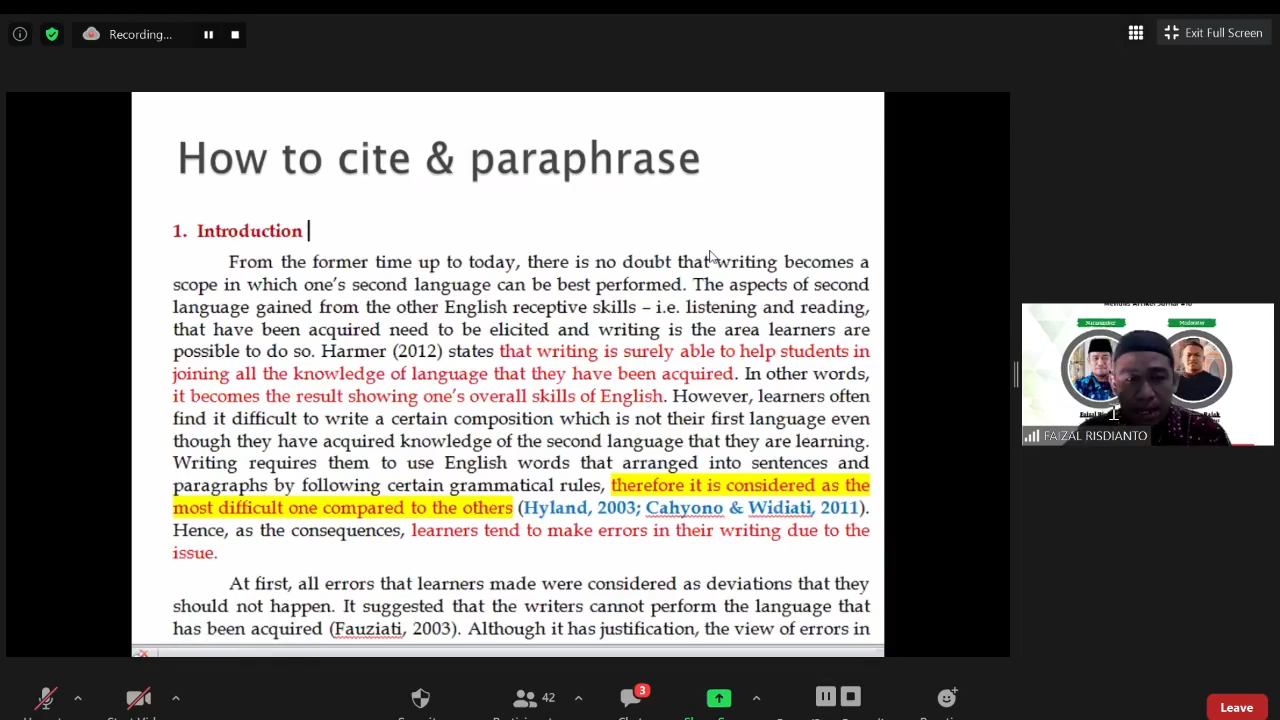 Recording...
Exit Full Screen
How to cite & paraphrase
1. Introduction
From the former time up to today, there is no doubt that writing becomes a
scope in which one's second language can be best performed. The aspects of second
language gained from the other English receptive skills – i.e. listening and reading,
that have been acquired need to be elicited and writing is the area learners are
possible to do so. Harmer (2012) states that writing is surely able to help students in
joining all the knowledge of language that they have been acquired. In other words,
it becomes the result showing one's overall skills of English. However, learners often
find it difficult to write a certain composition which is not their first language even
though they have acquired knowledge of the second language that they are learning.
Writing requires them to use English words that arranged into sentences and
paragraphs by following certain grammatical rules, therefore it is considered as the
most difficult one compared to the others (Hyland, 2003; Cahyono & Widiati, 2011).
Hence, as the consequences, learners tend to make errors in their writing due to the
issue.
At first, all errors that learners made were considered as deviations that they
should not happen. It suggested that the writers cannot perform the language that
has been acquired (Fauziati, 2003). Although it has justification, the view of errors in
Narasumber
Moderator
FAIZAL RISDIANTO
42
3
Leave